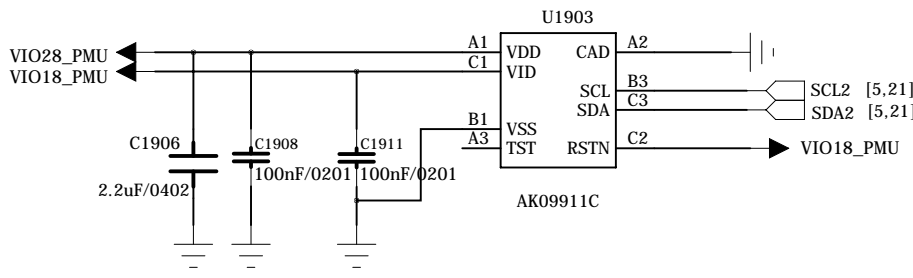 U1903
VIO28_PMU
A1
VDD
CAD
A2
VIO18_PMU
C1
VID
B3
SCL
SCL2 [5,21]
C3
SDA
SDA2 [5,21]
B1
VSS
C1906
C1908
C1911
A3
TST
RSTN
C2
VIO18_PMU
100nF/0201
100nF/0201
2.2uF/0402
AK09911C